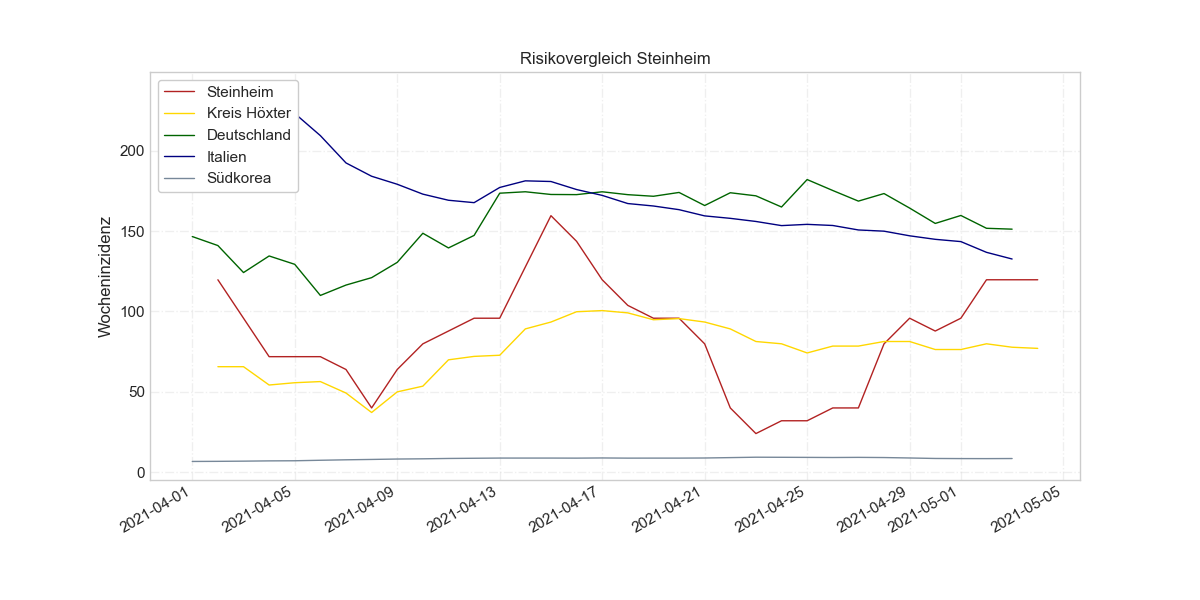 Risikovergleich Steinheim
Steinheim
Kreis Höxter
Deutschland
Italien
Südkorea
Wocheninzidenz
200
150
100
50
0
2021-04-01
2021-04-05
2021-04-09
2021-04-13
2021-04-17
2021-04-21
2021-04-25
2021-04-29
2021-05-01
2021-05-05